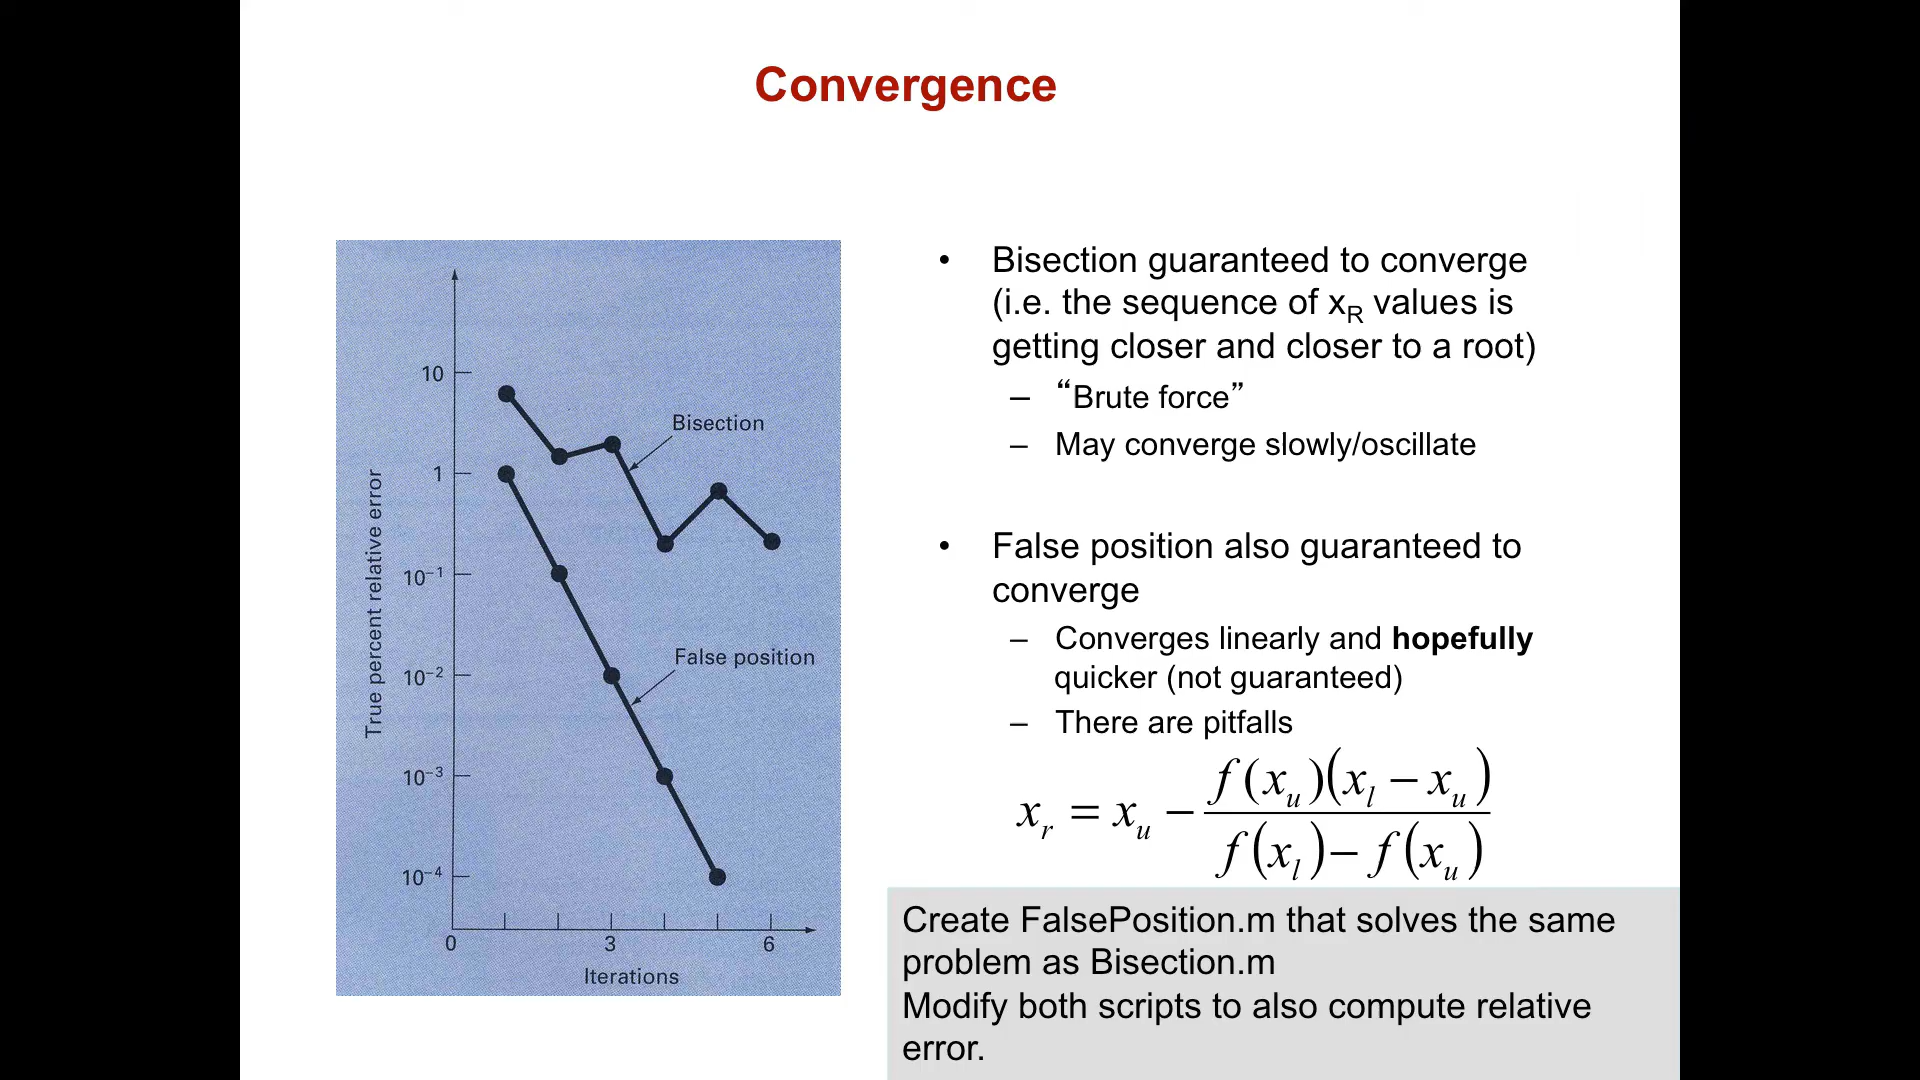 Convergence
10
1
10⁻¹
10⁻²
10⁻³
10⁻⁴
True percent relative error
Bisection
False position
0
3
6
Iterations
• Bisection guaranteed to converge
(i.e. the sequence of x_R values is
getting closer and closer to a root)
– “Brute force”
– May converge slowly/oscillate
• False position also guaranteed to
converge
– Converges linearly and hopefully
quicker (not guaranteed)
– There are pitfalls
x_r = x_u − f(x_u)(x_l − x_u) / f(x_l) − f(x_u)
Create FalsePosition.m that solves the same
problem as Bisection.m
Modify both scripts to also compute relative
error.